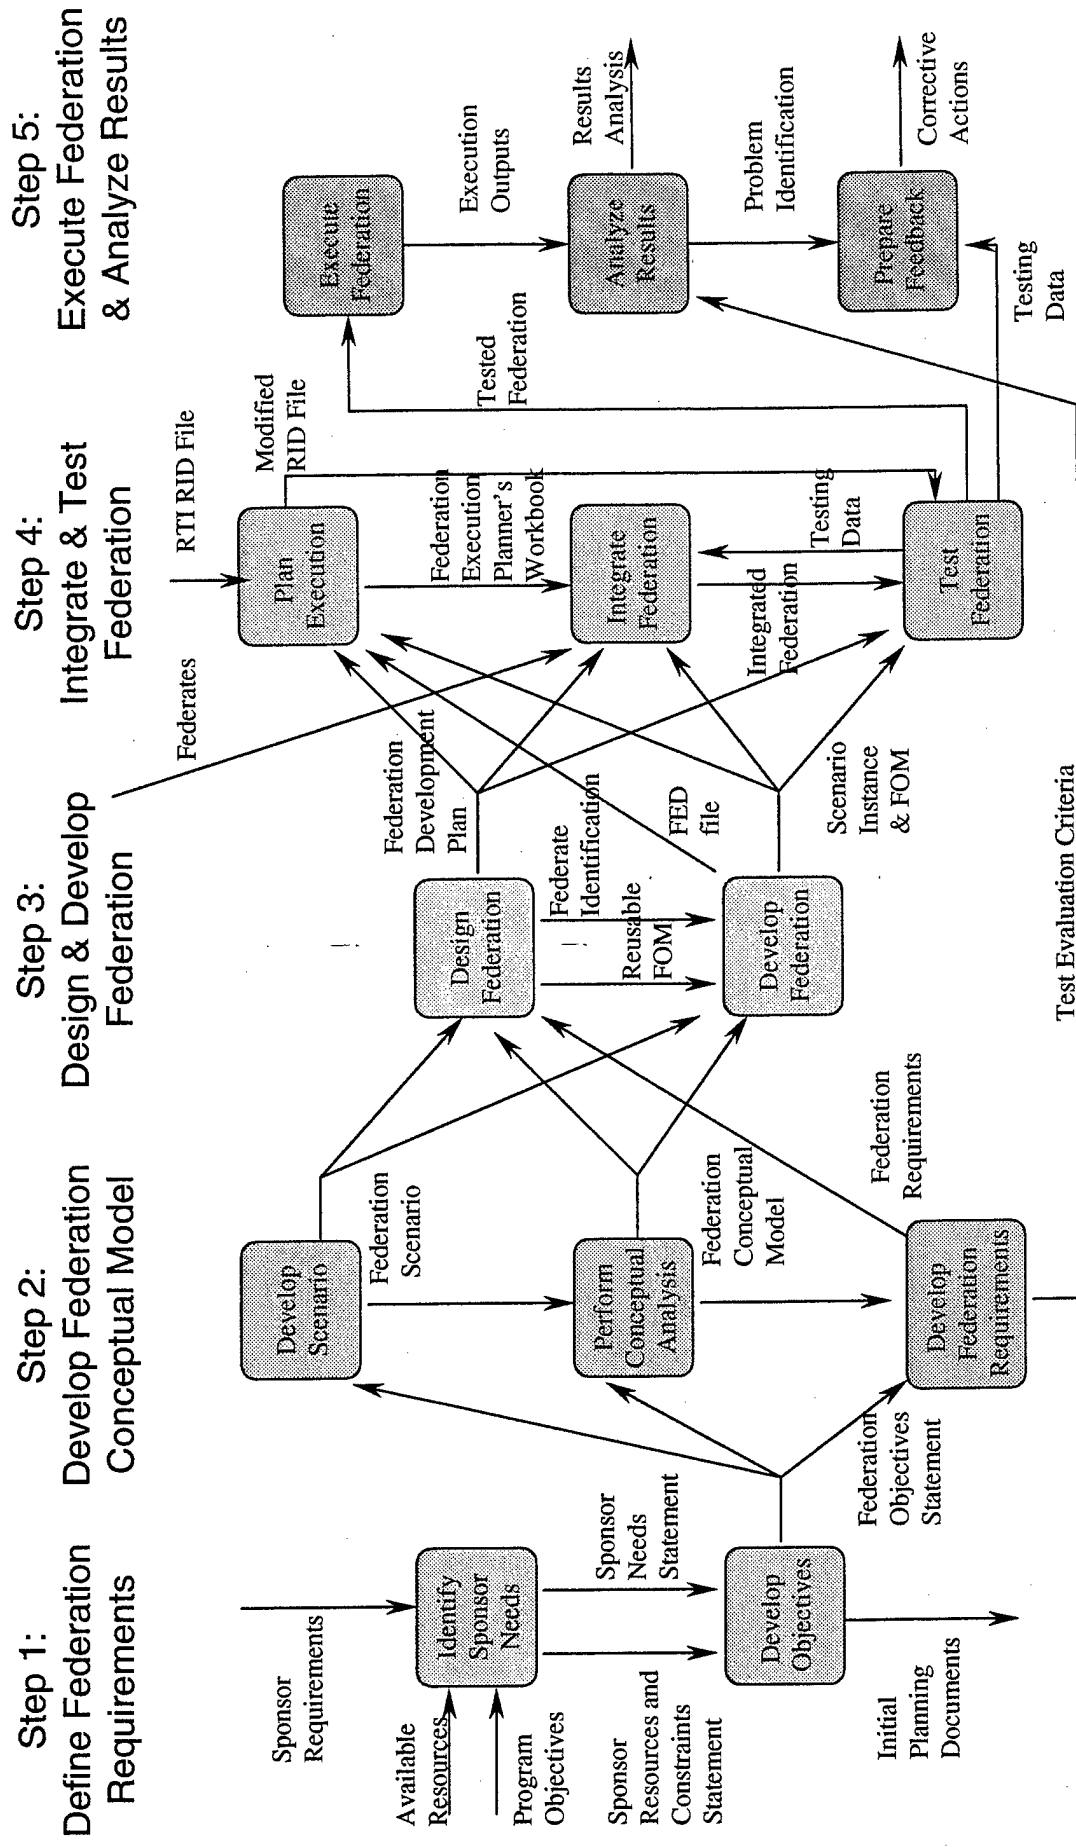 Step 1:
Define Federation
Requirements
Step 2:
Develop Federation
Conceptual Model
Step 3:
Design & Develop
Federation
Step 4:
Integrate & Test
Federation
Step 5:
Execute Federation
& Analyze Results
Sponsor
Requirements
Available
Resources
Program
Objectives
Identify
Sponsor
Needs
Sponsor
Needs
Statement
Sponsor
Resources and
Constraints
Statement
Develop
Objectives
Initial
Planning
Documents
Federation
Objectives
Statement
Develop
Scenario
Federation
Scenario
Perform
Conceptual
Analysis
Federation
Conceptual
Model
Develop
Federation
Requirements
Federation
Requirements
Design
Federation
Federate
Identification
Reusable
FOM
Develop
Federation
Federation
Development
Plan
FED
file
Scenario
Instance
& FOM
Federates
RTI RID File
Plan
Execution
Modified
RID File
Federation
Execution
Planner's
Workbook
Integrate
Federation
Integrated
Federation
Testing
Data
Test
Federation
Tested
Federation
Execute
Federation
Execution
Outputs
Analyze
Results
Results
Analysis
Problem
Identification
Prepare
Feedback
Corrective
Actions
Testing
Data
Test Evaluation Criteria